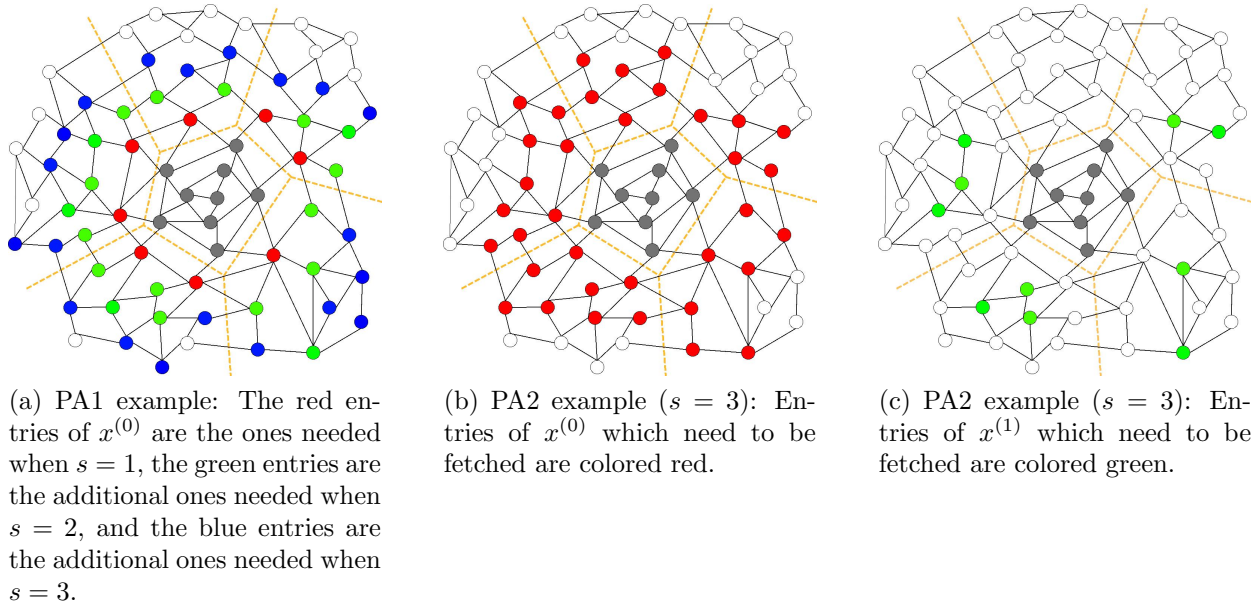 (a) PA1 example: The red en-
tries of x^{(0)} are the ones needed
when s = 1, the green entries are
the additional ones needed when
s = 2, and the blue entries are
the additional ones needed when
s = 3.
(b) PA2 example (s = 3): En-
tries of x^{(0)} which need to be
fetched are colored red.
(c) PA2 example (s = 3): En-
tries of x^{(1)} which need to be
fetched are colored green.